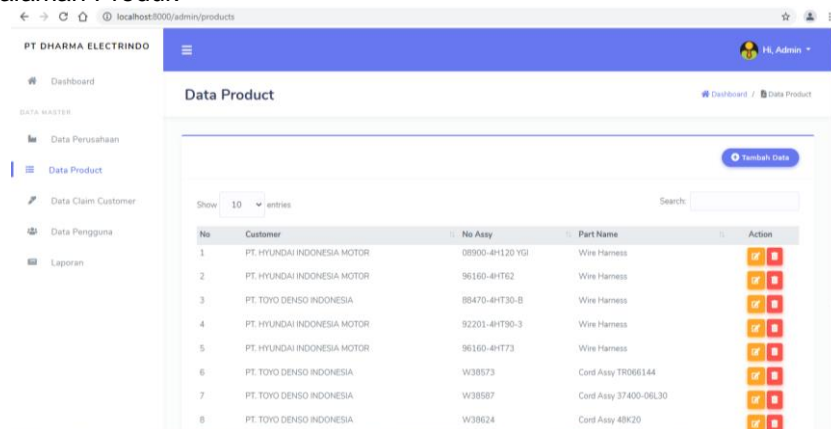 localhost:8000/admin/products
PT DHARMA ELECTRINDO
Hi, Admin
Dashboard
Data Product
Dashboard / Data Product
DATA MASTER
Data Perusahaan
Data Product
Data Claim Customer
Data Pengguna
Laporan
Tambah Data
Show 10 entries
Search:
No Customer No Assy Part Name Action
1 PT. HYUNDAI INDONESIA MOTOR 08900-4H120 YGI Wire Harness
2 PT. HYUNDAI INDONESIA MOTOR 96160-4HT62 Wire Harness
3 PT. TOYO DENSO INDONESIA 88470-4HT30-B Wire Harness
4 PT. HYUNDAI INDONESIA MOTOR 92201-4HT90-3 Wire Harness
5 PT. HYUNDAI INDONESIA MOTOR 96160-4HT73 Wire Harness
6 PT. TOYO DENSO INDONESIA W38573 Cord Assy TR066144
7 PT. TOYO DENSO INDONESIA W38587 Cord Assy 37400-06L30
8 PT. TOYO DENSO INDONESIA W38624 Cord Assy 48K20